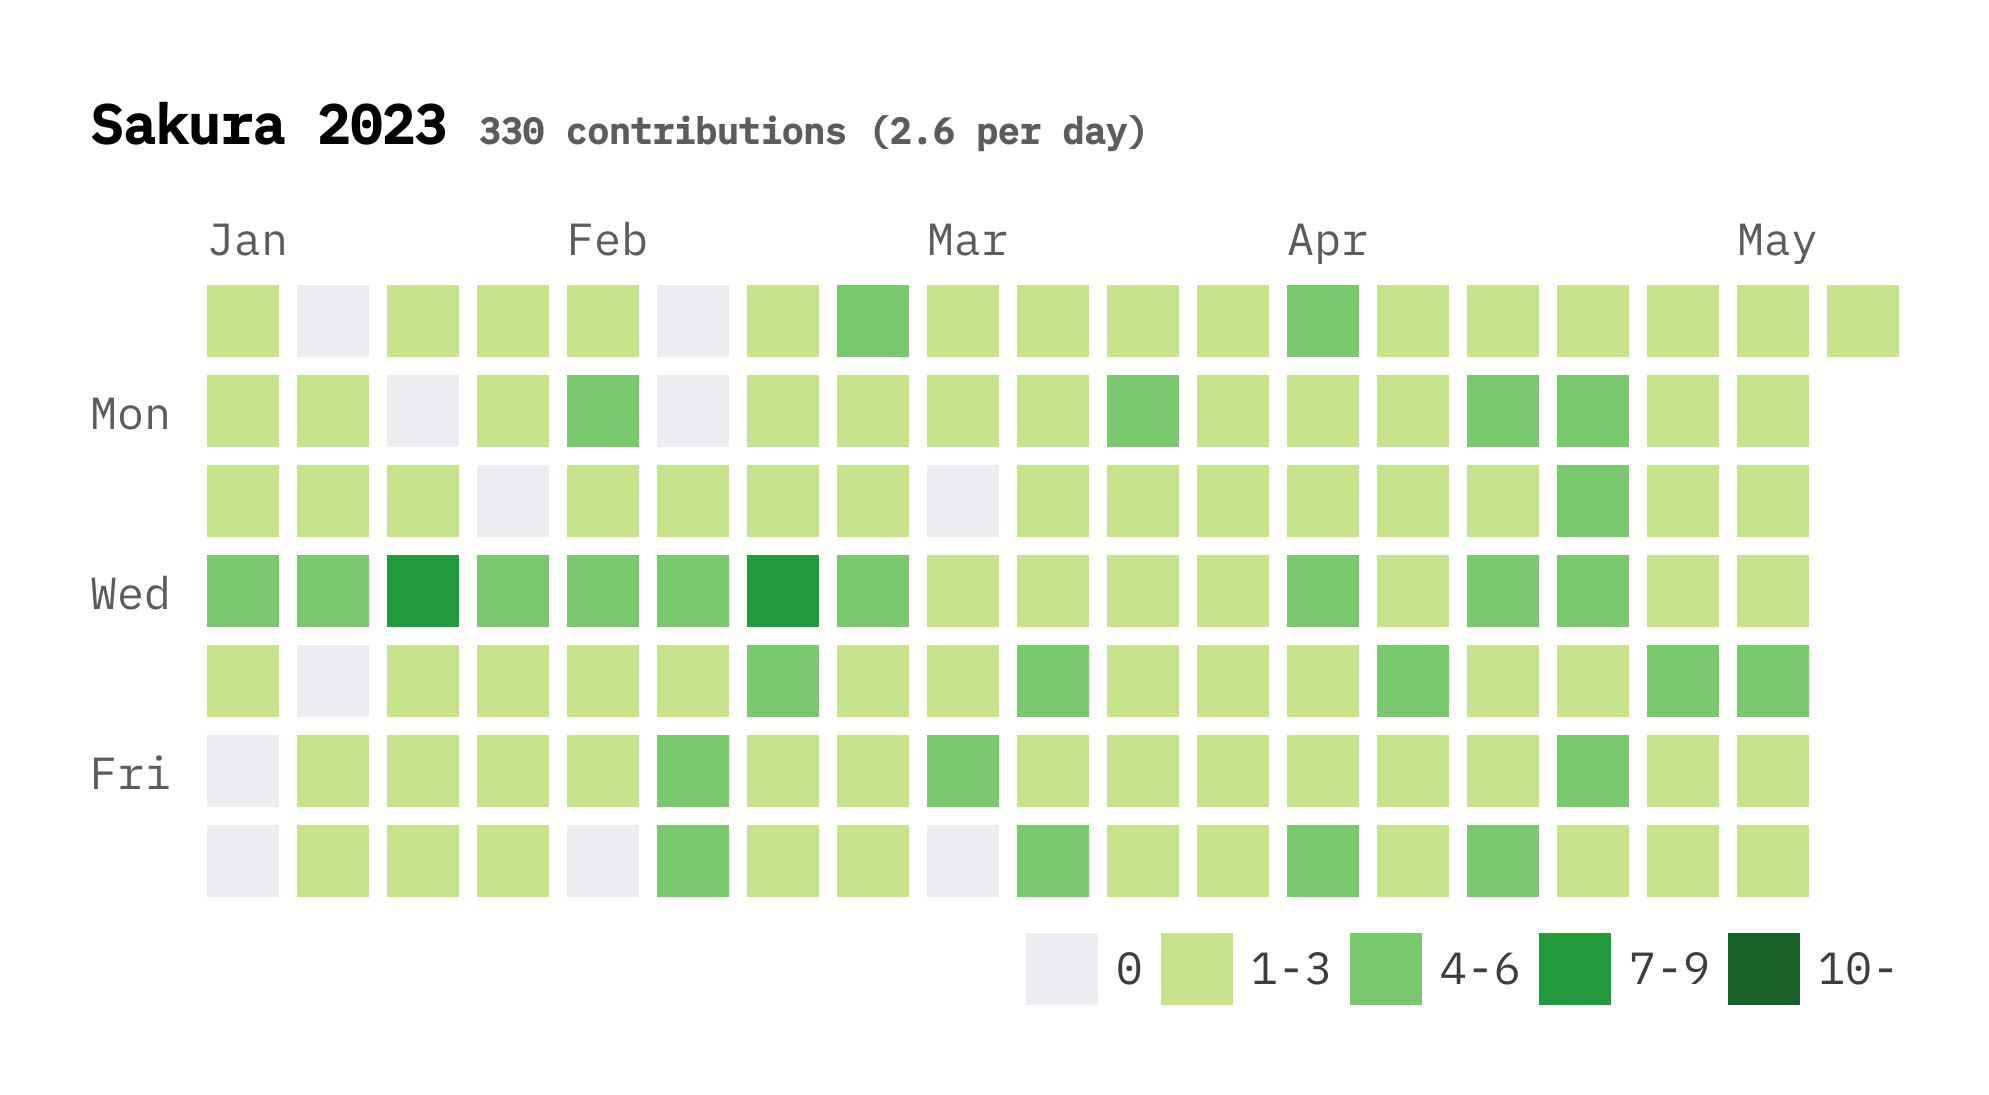 Sakura 2023 330 contributions (2.6 per day)
Jan Feb Mar Apr May
Mon
Wed
Fri
0 1-3 4-6 7-9 10-